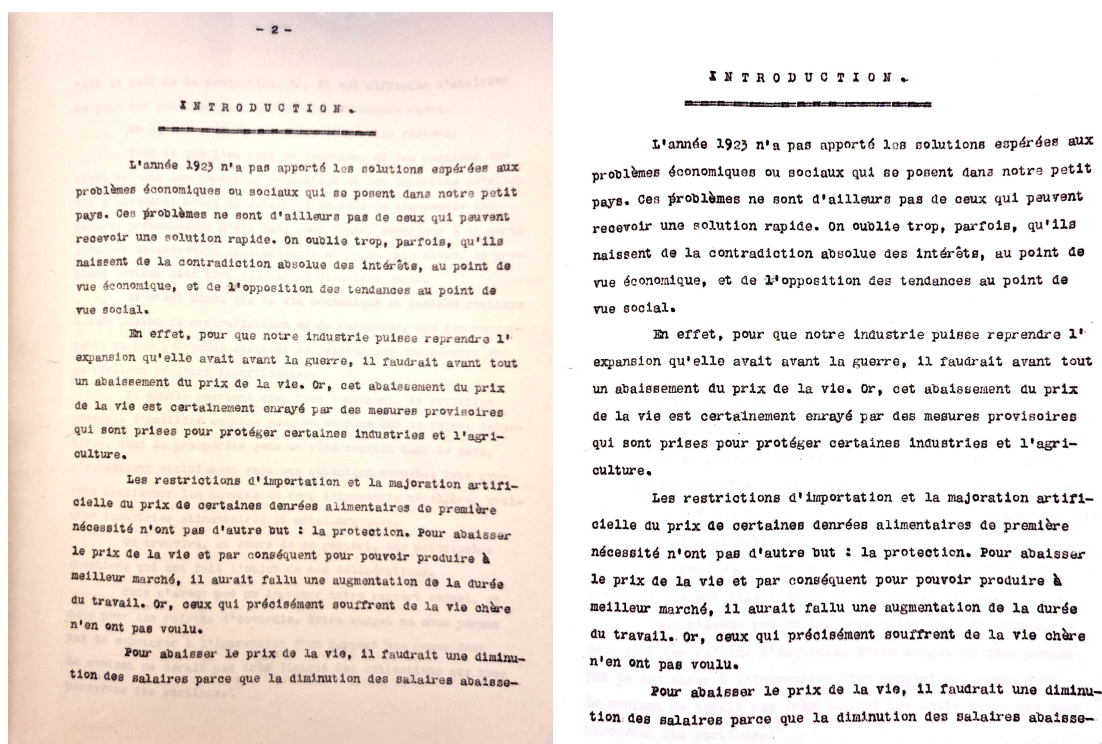 - 2 -
INTRODUCTION.
L'année 1923 n'a pas apporté les solutions espérées aux
problèmes économiques ou sociaux qui se posent dans notre petit
pays. Ces problèmes ne sont d'ailleurs pas de ceux qui peuvent
recevoir une solution rapide. On oublie trop, parfois, qu'ils
naissent de la contradiction absolue des intérêts, au point de
vue économique, et de l'opposition des tendances au point de
vue social.
En effet, pour que notre industrie puisse reprendre l'
expansion qu'elle avait avant la guerre, il faudrait avant tout
un abaissement du prix de la vie. Or, cet abaissement du prix
de la vie est certainement enrayé par des mesures provisoires
qui sont prises pour protéger certaines industries et l'agri-
culture.
Les restrictions d'importation et la majoration artifi-
cielle du prix de certaines denrées alimentaires de première
nécessité n'ont pas d'autre but : la protection. Pour abaisser
le prix de la vie et par conséquent pour pouvoir produire à
meilleur marché, il aurait fallu une augmentation de la durée
du travail. Or, ceux qui précisément souffrent de la vie chère
n'en ont pas voulu.
Pour abaisser le prix de la vie, il faudrait une diminu-
tion des salaires parce que la diminution des salaires abaisse-
INTRODUCTION.
L'année 1923 n'a pas apporté les solutions espérées aux
problèmes économiques ou sociaux qui se posent dans notre petit
pays. Ces problèmes ne sont d'ailleurs pas de ceux qui peuvent
recevoir une solution rapide. On oublie trop, parfois, qu'ils
naissent de la contradiction absolue des intérêts, au point de
vue économique, et de l'opposition des tendances au point de
vue social.
En effet, pour que notre industrie puisse reprendre l'
expansion qu'elle avait avant la guerre, il faudrait avant tout
un abaissement du prix de la vie. Or, cet abaissement du prix
de la vie est certainement enrayé par des mesures provisoires
qui sont prises pour protéger certaines industries et l'agri-
culture.
Les restrictions d'importation et la majoration artifi-
cielle du prix de certaines denrées alimentaires de première
nécessité n'ont pas d'autre but : la protection. Pour abaisser
le prix de la vie et par conséquent pour pouvoir produire à
meilleur marché, il aurait fallu une augmentation de la durée
du travail. Or, ceux qui précisément souffrent de la vie chère
n'en ont pas voulu.
Pour abaisser le prix de la vie, il faudrait une diminu-
tion des salaires parce que la diminution des salaires abaisse-